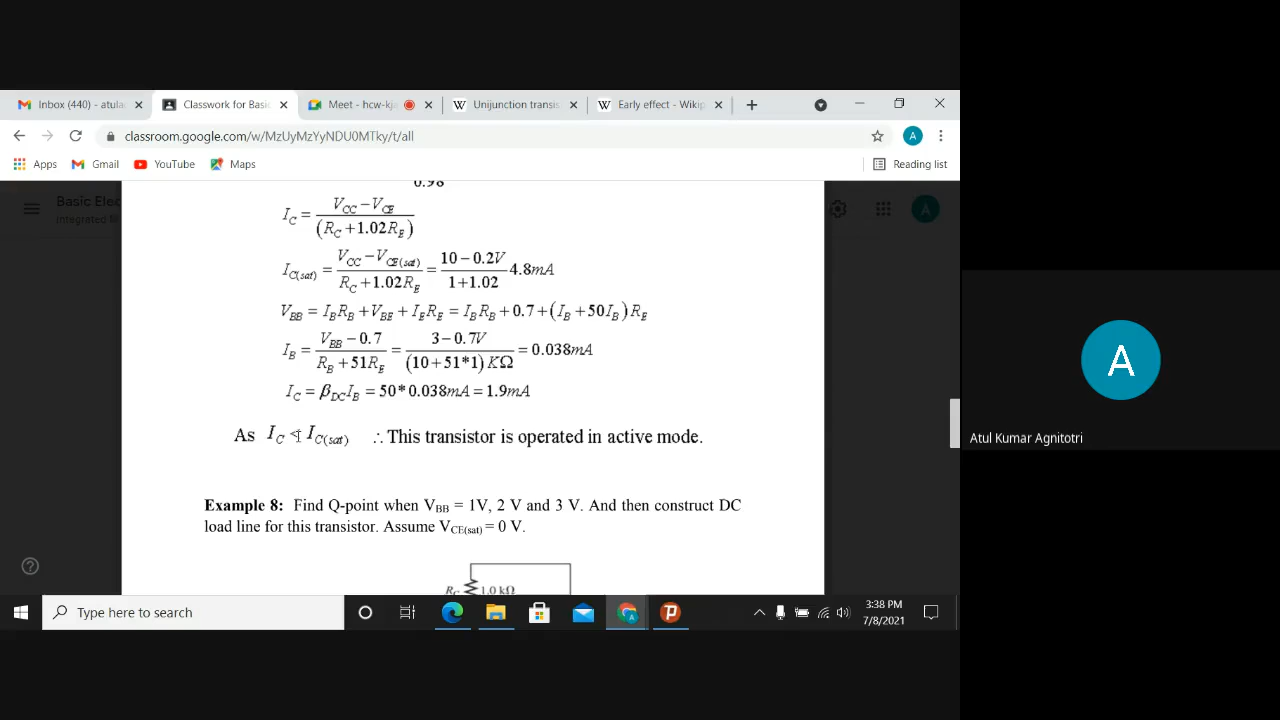 Inbox (440) - atula
Classwork for Basi
Meet - hcw-kj
Unijunction transis
Early effect - Wikip
classroom.google.com/w/MzUyMzYyNDU0MTky/t/all
Apps
Gmail
YouTube
Maps
Reading list
Basic Elec
Integrated
0.98
I_C = (V_CC − V_CE) / (R_C + 1.02R_E)
I_C(sat) = (V_CC − V_CE(sat)) / (R_C + 1.02R_E) = (10 − 0.2V) / (1 + 1.02) 4.8mA
V_BB = I_B R_B + V_BE + I_E R_E = I_B R_B + 0.7 + (I_B + 50I_B) R_E
I_B = (V_BB − 0.7) / (R_B + 51R_E) = (3 − 0.7V) / ((10 + 51*1) KΩ) = 0.038mA
I_C = β_DC I_B = 50*0.038mA = 1.9mA
As I_C < I_C(sat) ∴ This transistor is operated in active mode.
Example 8: Find Q-point when V_BB = 1V, 2 V and 3 V. And then construct DC
load line for this transistor. Assume V_CE(sat) = 0 V.
R_C 1.0 kΩ
A
Atul Kumar Agnitotri
Type here to search
3:38 PM
7/8/2021